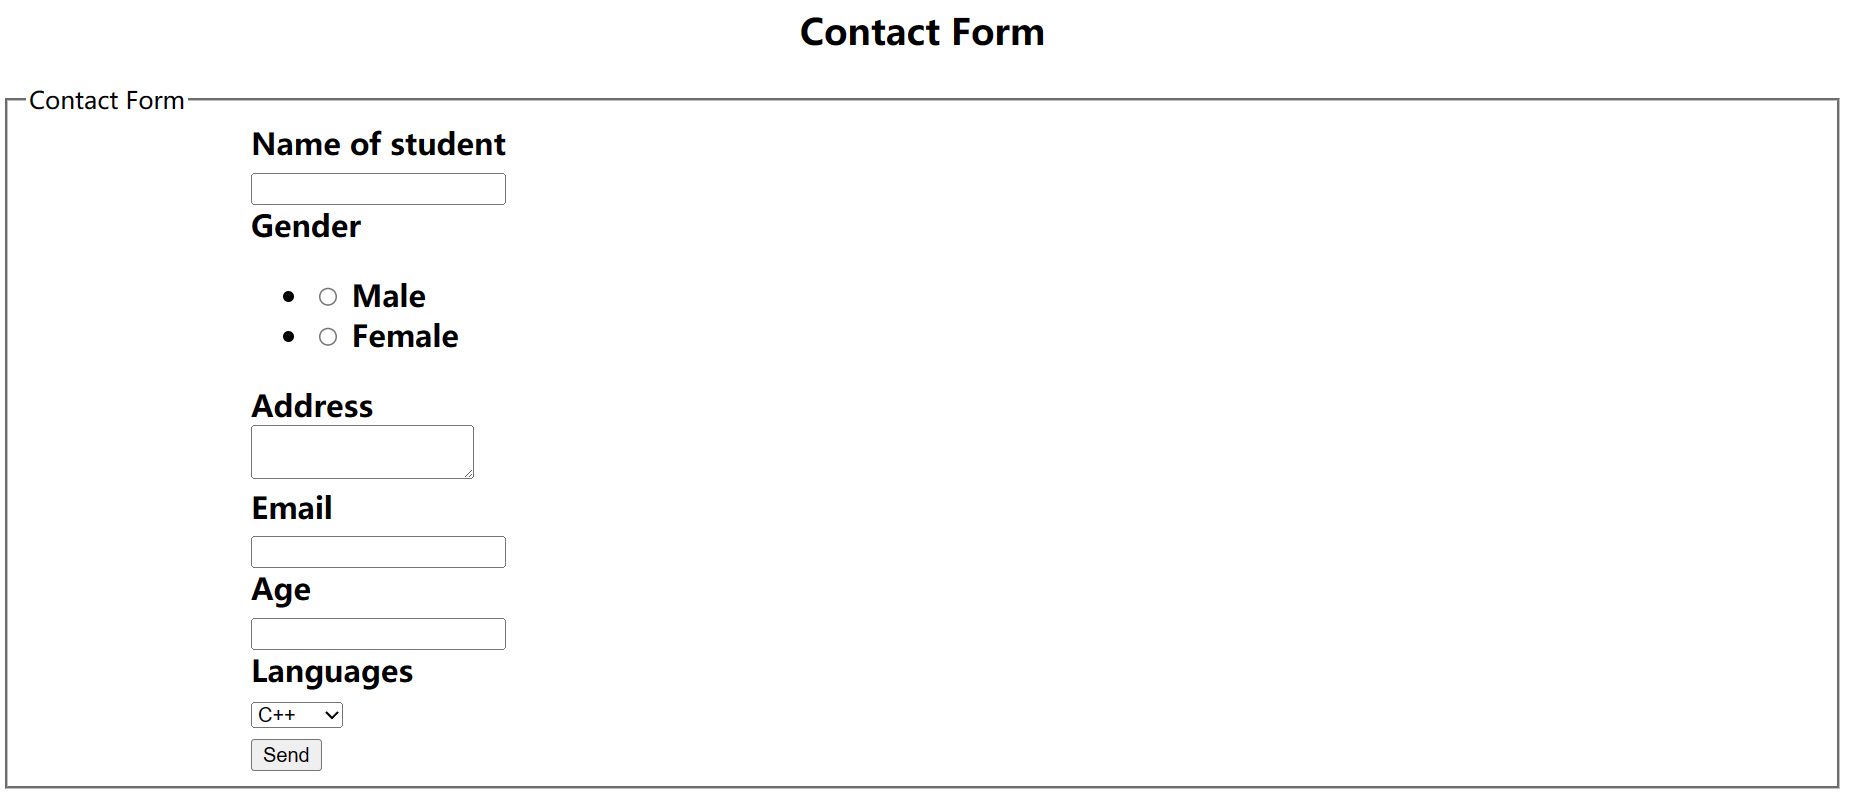 Contact Form
Contact Form
Name of student
Gender
Male
Female
Address
Email
Age
Languages
C++
Send